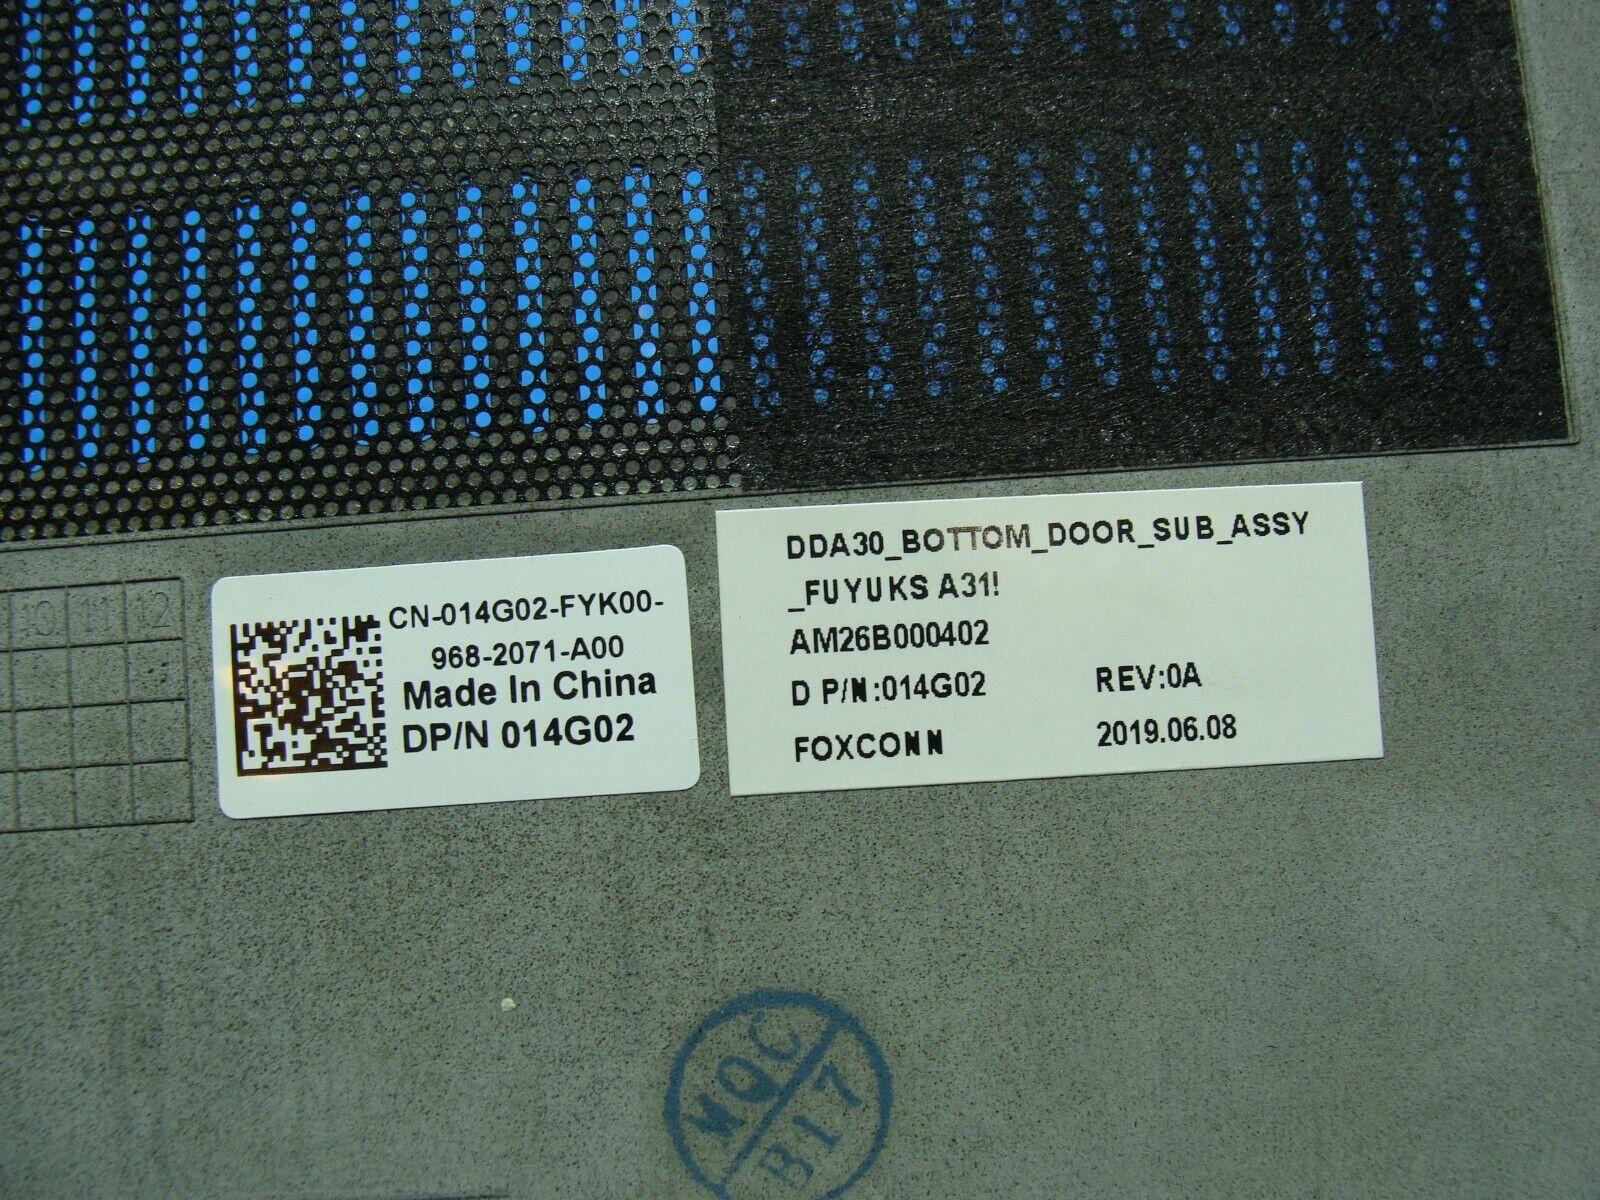 10 11 12
CN-014G02-FYK00-
968-2071-A00
Made In China
DP/N 014G02
DDA30_BOTTOM_DOOR_SUB_ASSY
_FUYUKS A31!
AM26B000402
D P/N:014G02 REV:0A
FOXCONN 2019.06.08
MQC
B17